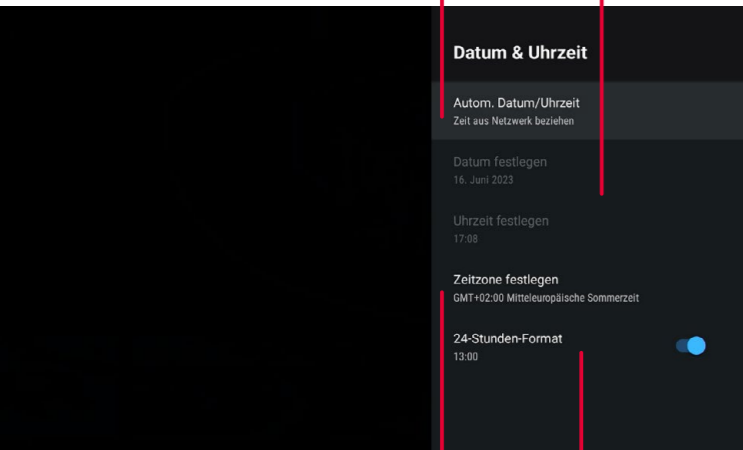 Datum & Uhrzeit
Autom. Datum/Uhrzeit
Zeit aus Netzwerk beziehen
Datum festlegen
16. Juni 2023
Uhrzeit festlegen
17:08
Zeitzone festlegen
GMT+02:00 Mitteleuropäische Sommerzeit
24-Stunden-Format
13:00